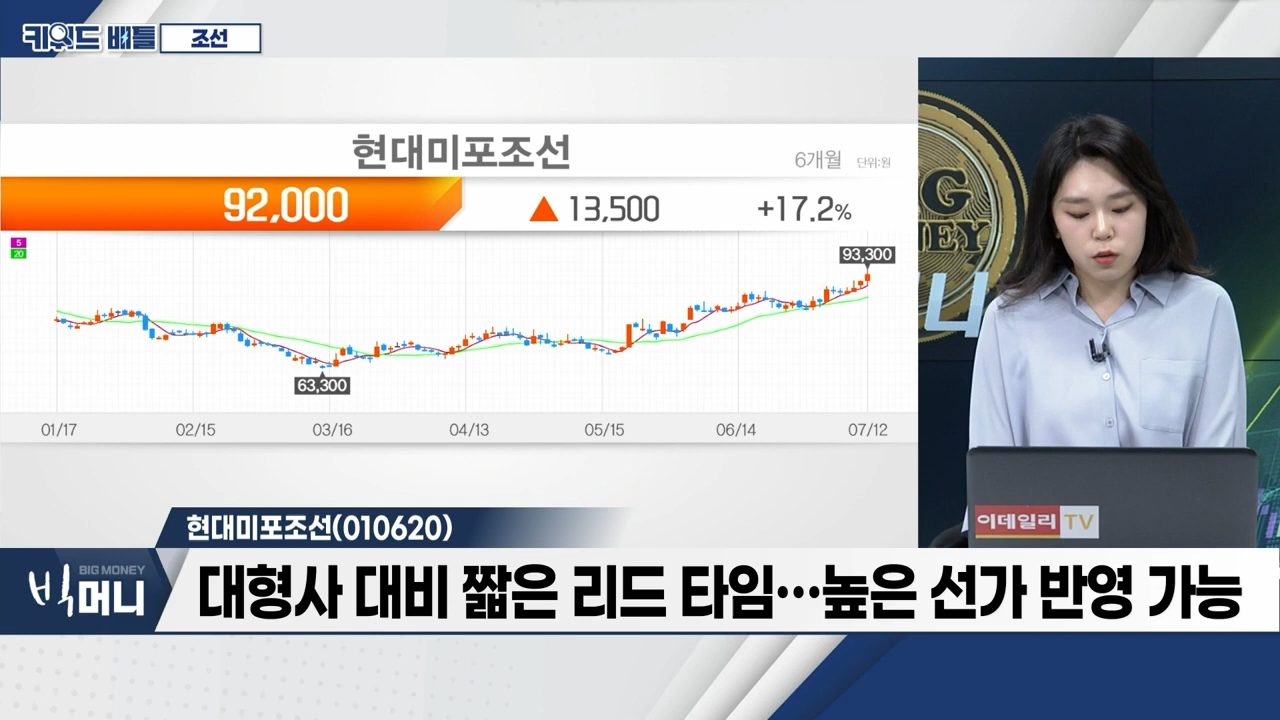 키워드 배틀 조선
현대미포조선
6개월 단위:원
92,000 ▲ 13,500 +17.2%
5
20
93,300
63,300
01/17 02/15 03/16 04/13 05/15 06/14 07/12
이데일리 TV
현대미포조선(010620)
BIG MONEY
빅머니
대형사 대비 짧은 리드 타임…높은 선가 반영 가능